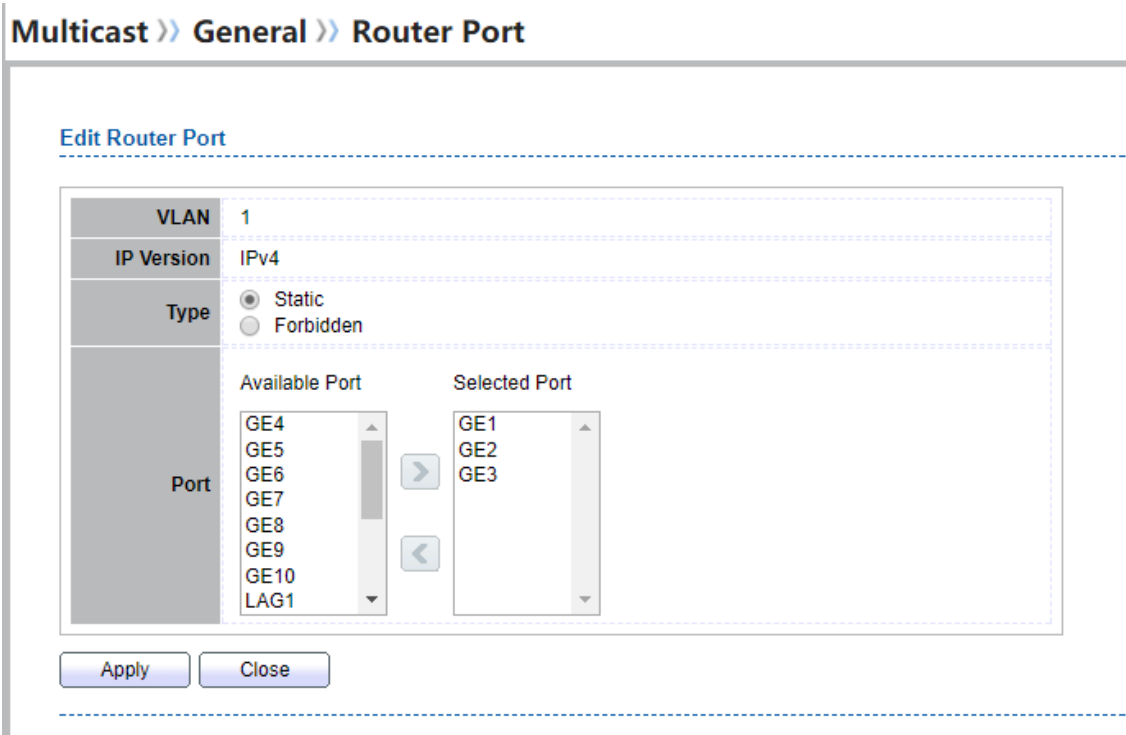 Multicast 》 General 》 Router Port
Edit Router Port
VLAN 1
IP Version IPv4
Type Static
Forbidden
Port
Available Port
GE4
GE5
GE6
GE7
GE8
GE9
GE10
LAG1
Selected Port
GE1
GE2
GE3
Apply Close